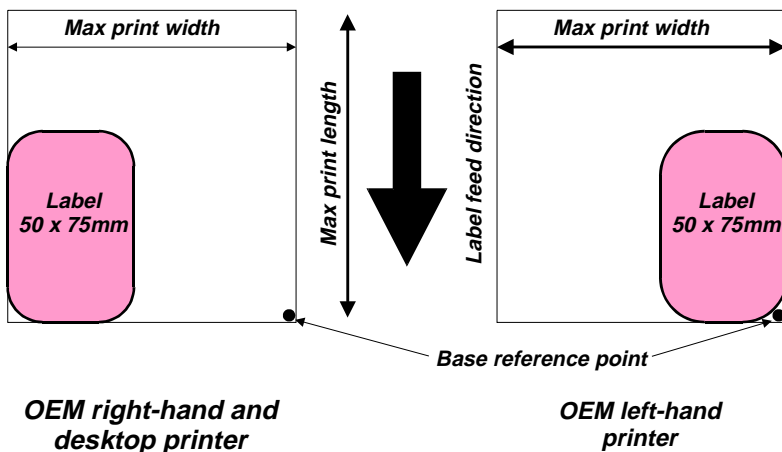 Max print width
Max print width
Max print length
Label feed direction
Label
50 x 75mm
Label
50 x 75mm
Base reference point
OEM right-hand and
desktop printer
OEM left-hand
printer